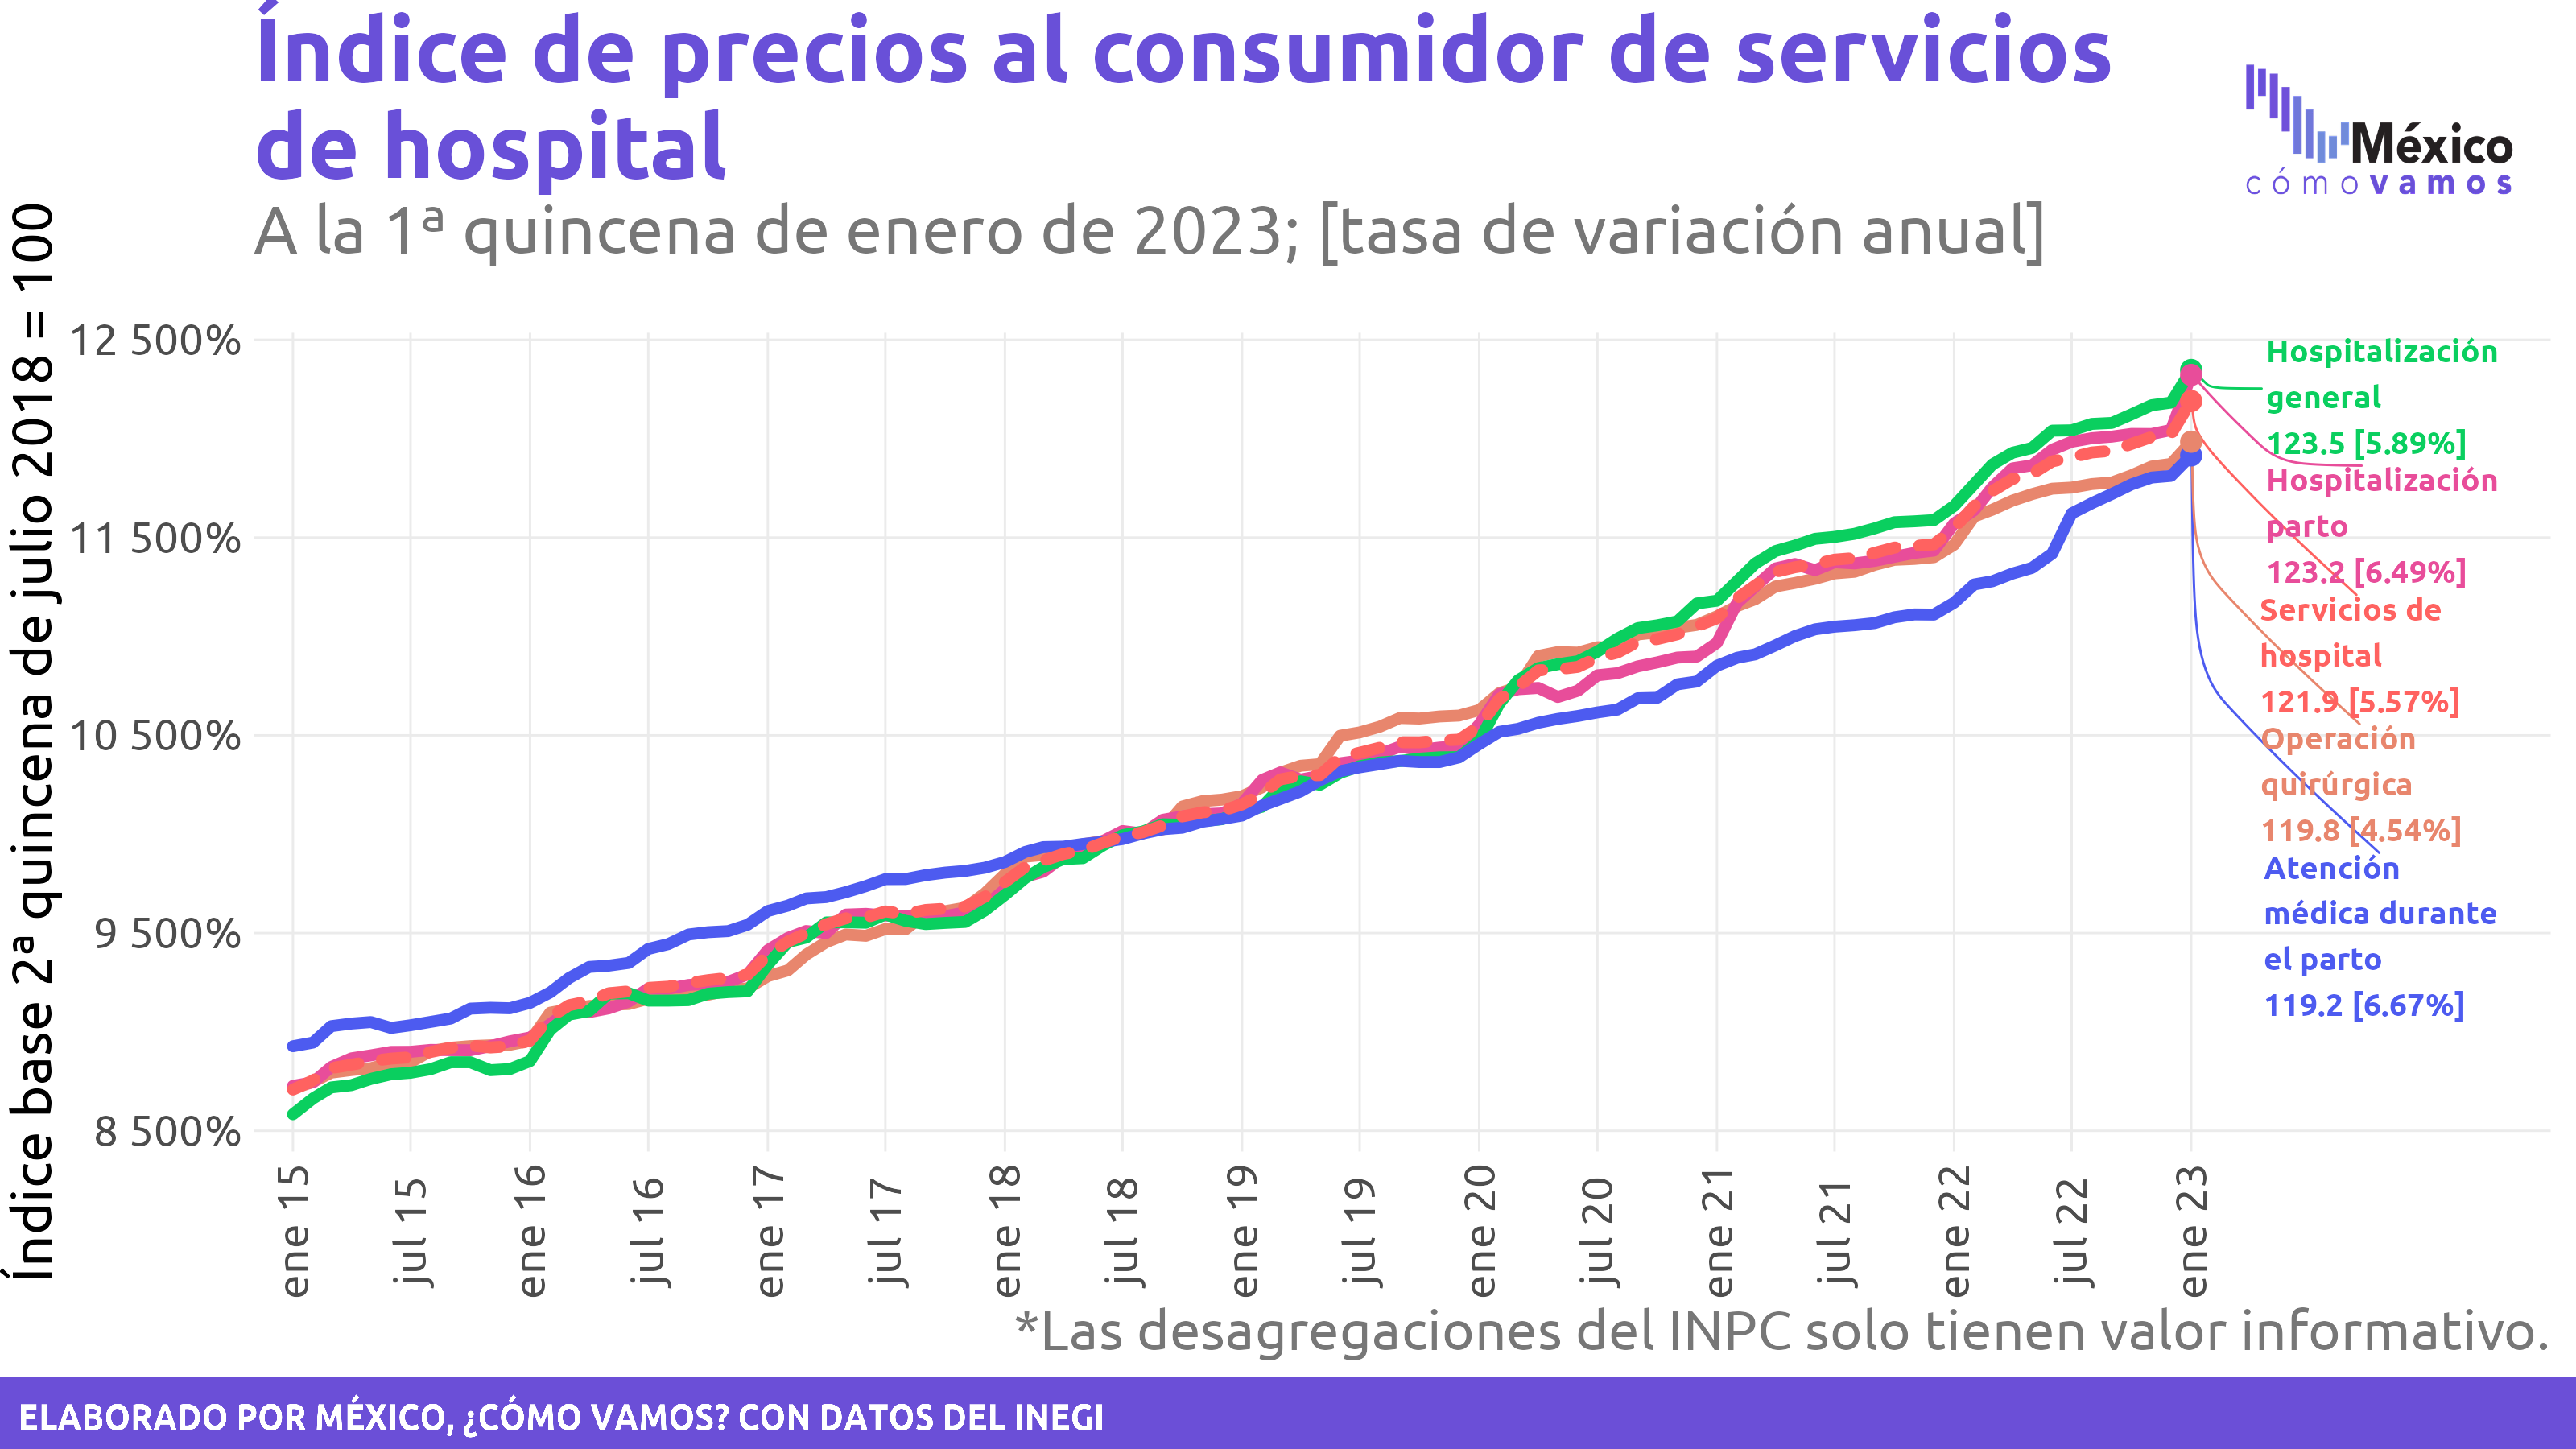 Índice de precios al consumidor de servicios
de hospital
A la 1ª quincena de enero de 2023; [tasa de variación anual]
México
cómo vamos
Índice base 2ª quincena de julio 2018 = 100
12 500%
11 500%
10 500%
9 500%
8 500%
Hospitalización
general
123.5 [5.89%]
Hospitalización
parto
123.2 [6.49%]
Servicios de
hospital
121.9 [5.57%]
Operación
quirúrgica
119.8 [4.54%]
Atención
médica durante
el parto
119.2 [6.67%]
ene 15
jul 15
ene 16
jul 16
ene 17
jul 17
ene 18
jul 18
ene 19
jul 19
ene 20
jul 20
ene 21
jul 21
ene 22
jul 22
ene 23
*Las desagregaciones del INPC solo tienen valor informativo.
ELABORADO POR MÉXICO, ¿CÓMO VAMOS? CON DATOS DEL INEGI